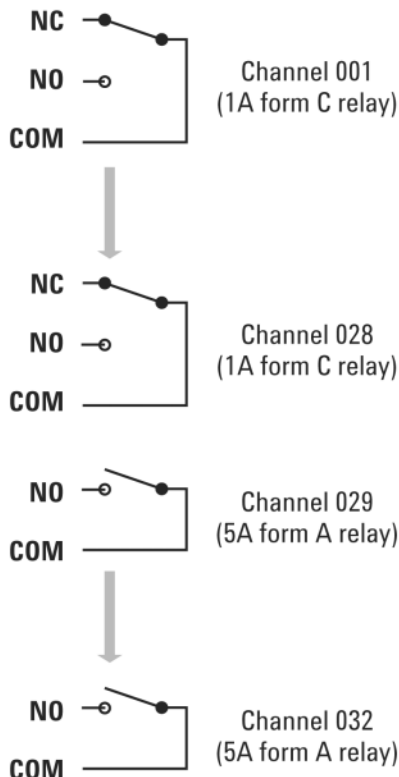 NC
NO
COM
Channel 001
(1A form C relay)
NC
NO
COM
Channel 028
(1A form C relay)
NO
COM
Channel 029
(5A form A relay)
NO
COM
Channel 032
(5A form A relay)